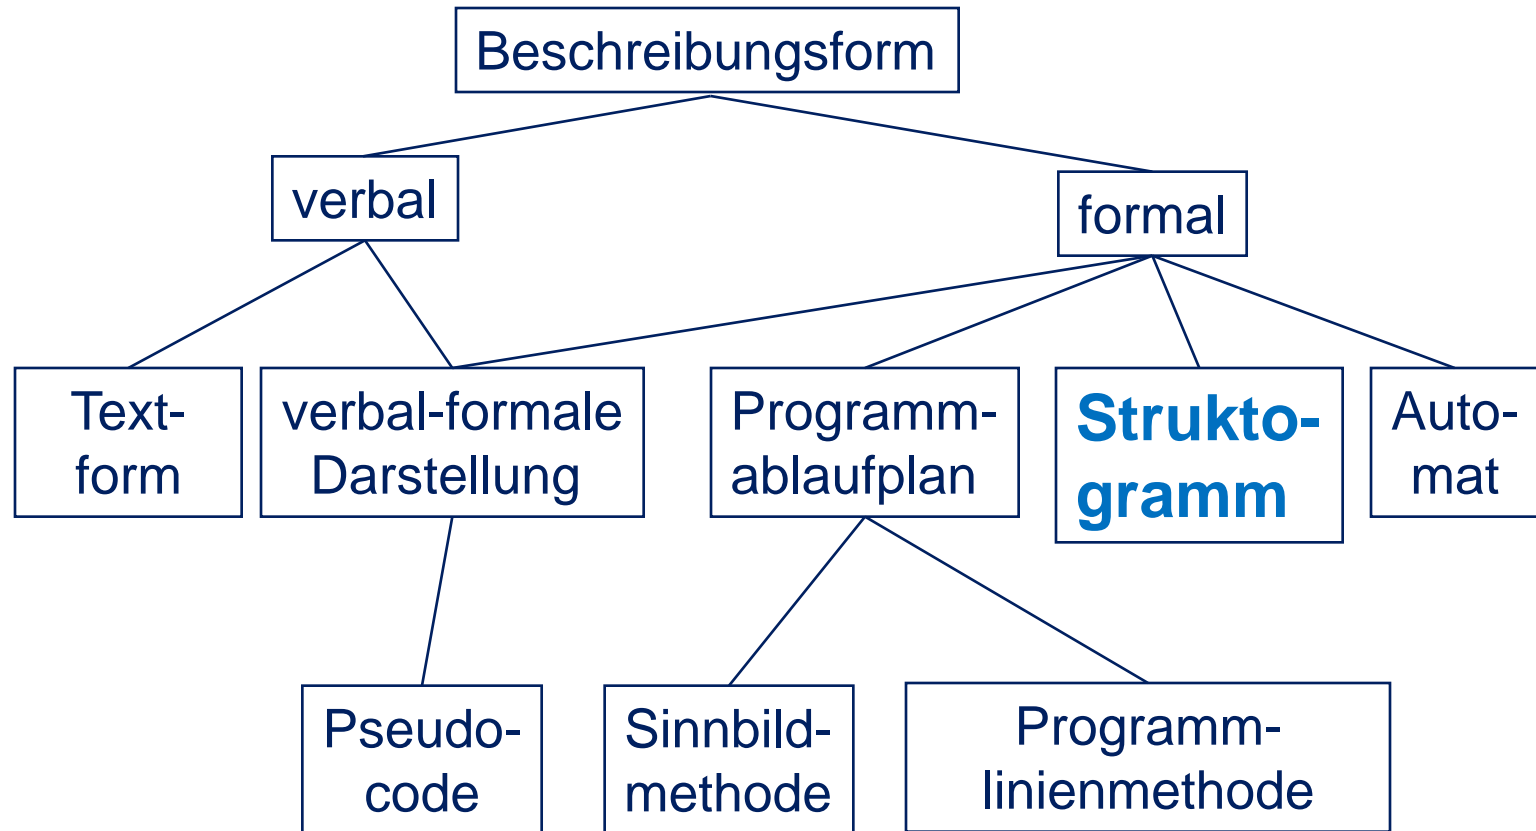 Beschreibungsform
verbal
formal
Text-
form
verbal-formale
Darstellung
Programm-
ablaufplan
Strukto-
gramm
Auto-
mat
Pseudo-
code
Sinnbild-
methode
Programm-
linienmethode